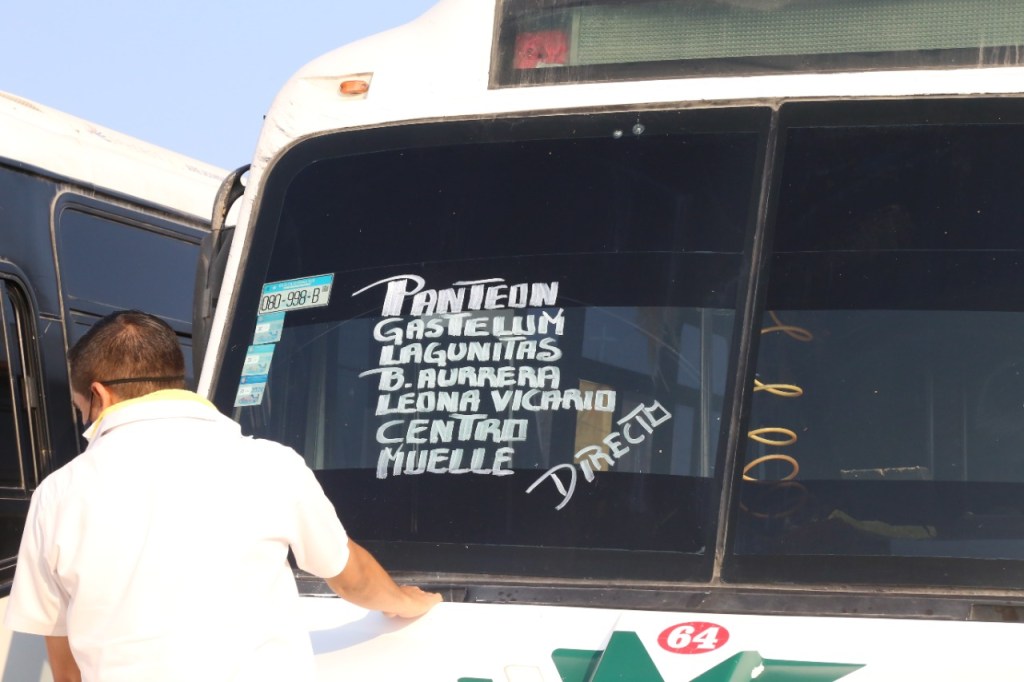 080-998-B
PANTEON
GASTELUM
LAGUNITAS
B. AURRERA
LEONA VICARIO
CENTRO
MUELLE
DIRECTO
64